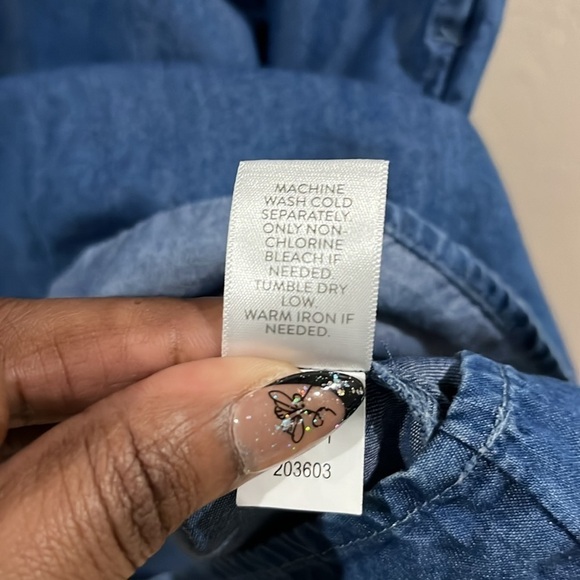 MACHINE
WASH COLD
SEPARATELY.
ONLY NON-
CHLORINE
BLEACH IF
NEEDED.
TUMBLE DRY
LOW.
WARM IRON IF
NEEDED.
203603